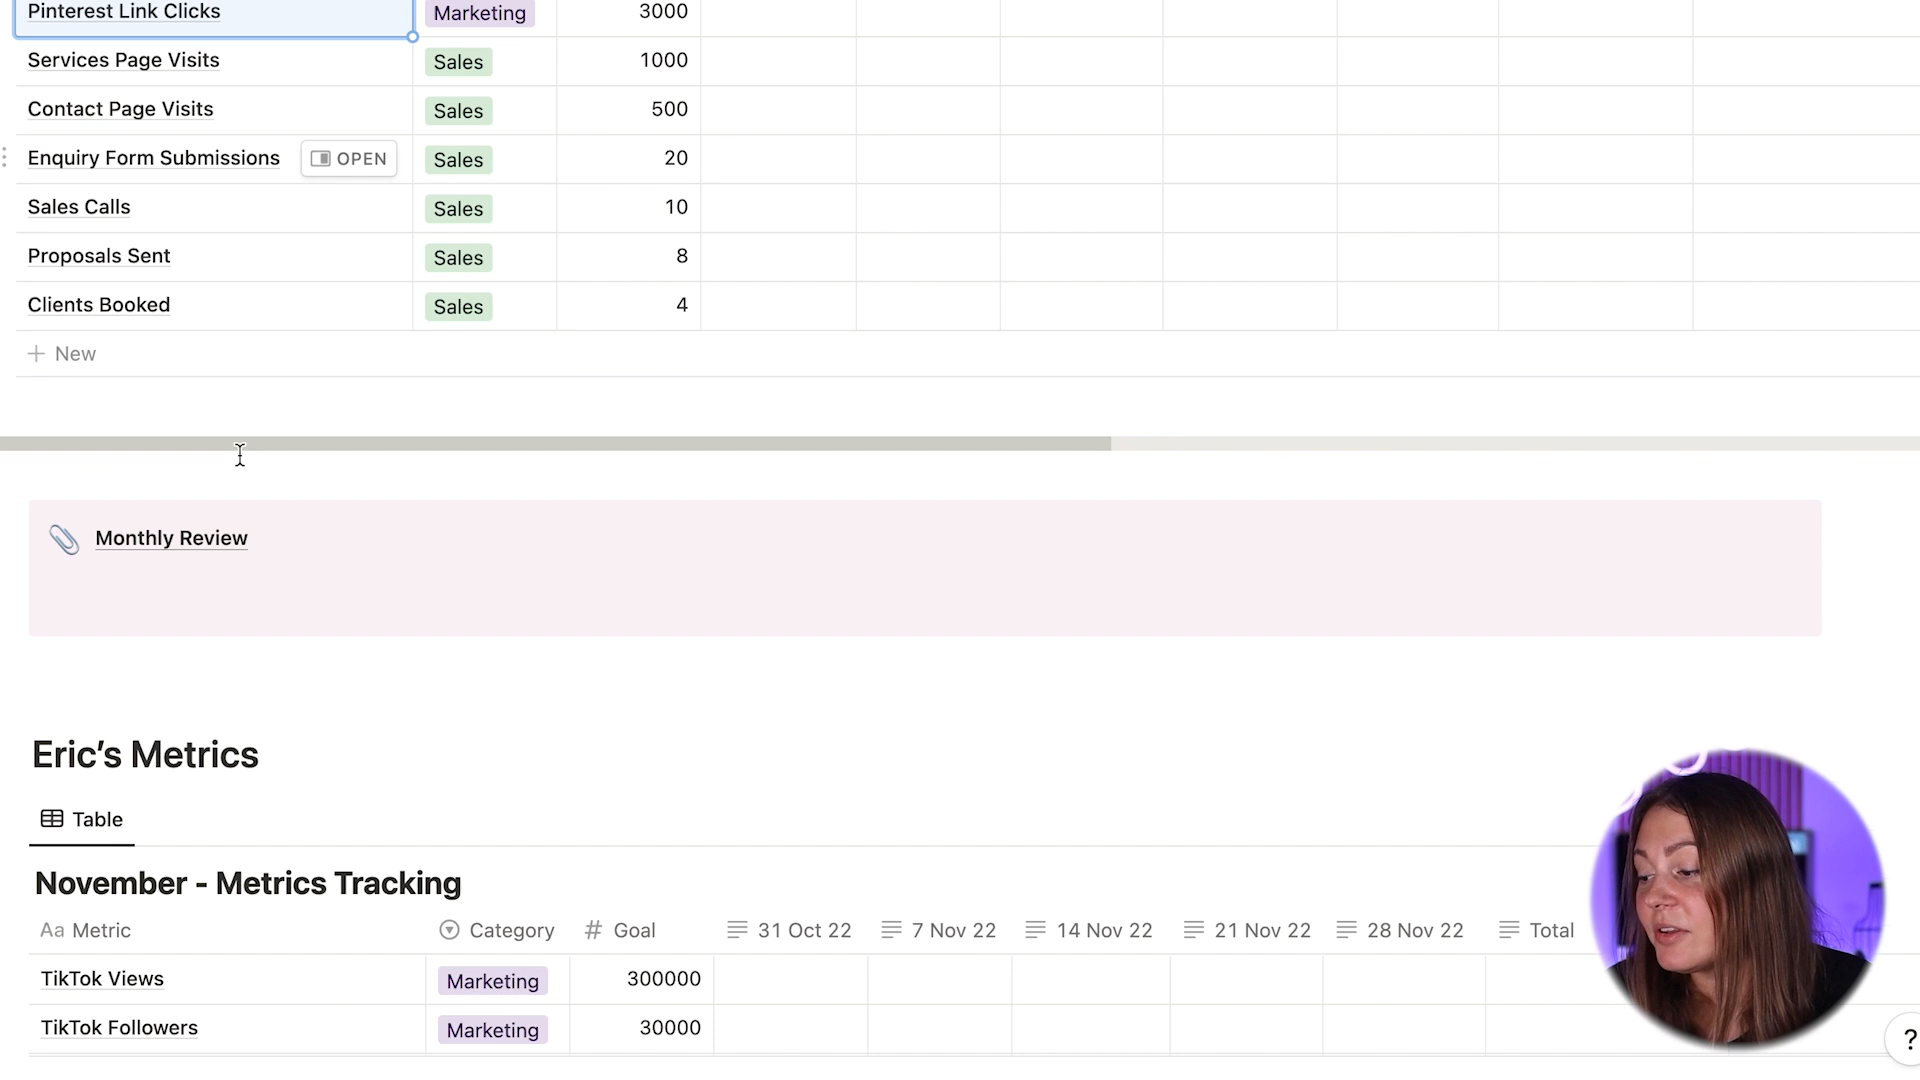 Pinterest Link Clicks Marketing 3000
Services Page Visits Sales 1000
Contact Page Visits Sales 500
Enquiry Form Submissions OPEN Sales 20
Sales Calls Sales 10
Proposals Sent Sales 8
Clients Booked Sales 4
+ New
Monthly Review
Eric's Metrics
Table
November - Metrics Tracking
Aa Metric Category # Goal 31 Oct 22 7 Nov 22 14 Nov 22 21 Nov 22 28 Nov 22 Total
TikTok Views Marketing 300000
TikTok Followers Marketing 30000
?